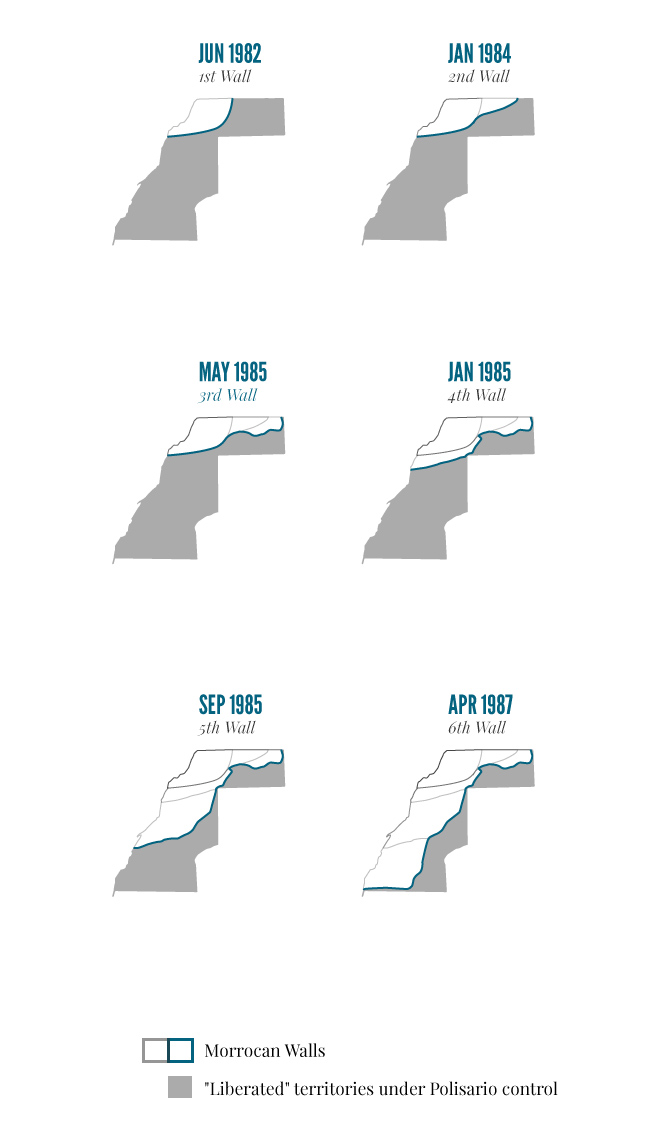 JUN 1982
1st Wall
JAN 1984
2nd Wall
MAY 1985
3rd Wall
JAN 1985
4th Wall
SEP 1985
5th Wall
APR 1987
6th Wall
Morrocan Walls
"Liberated" territories under Polisario control